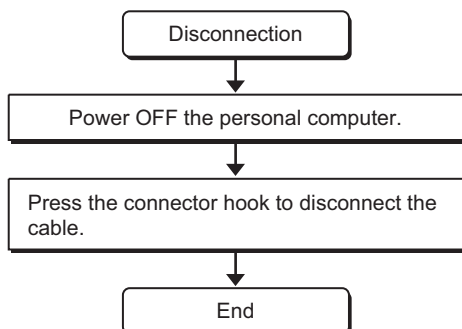 Disconnection
Power OFF the personal computer.
Press the connector hook to disconnect the
cable.
End